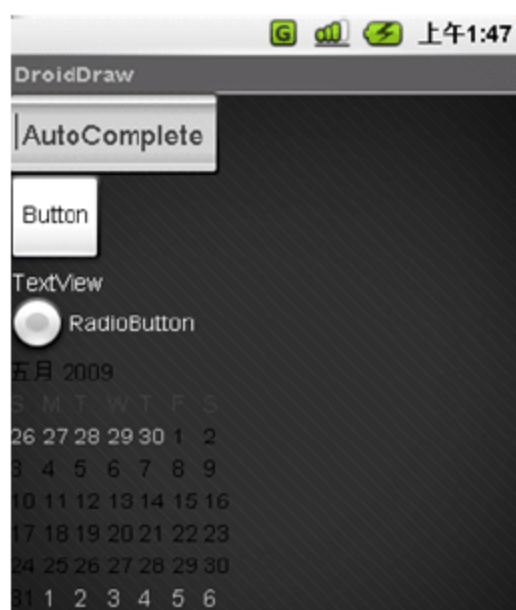 G 上午1:47
DroidDraw
AutoComplete
Button
TextView
RadioButton
五月 2009
S M T W T F S
26 27 28 29 30 1 2
3 4 5 6 7 8 9
10 11 12 13 14 15 16
17 18 19 20 21 22 23
24 25 26 27 28 29 30
31 1 2 3 4 5 6